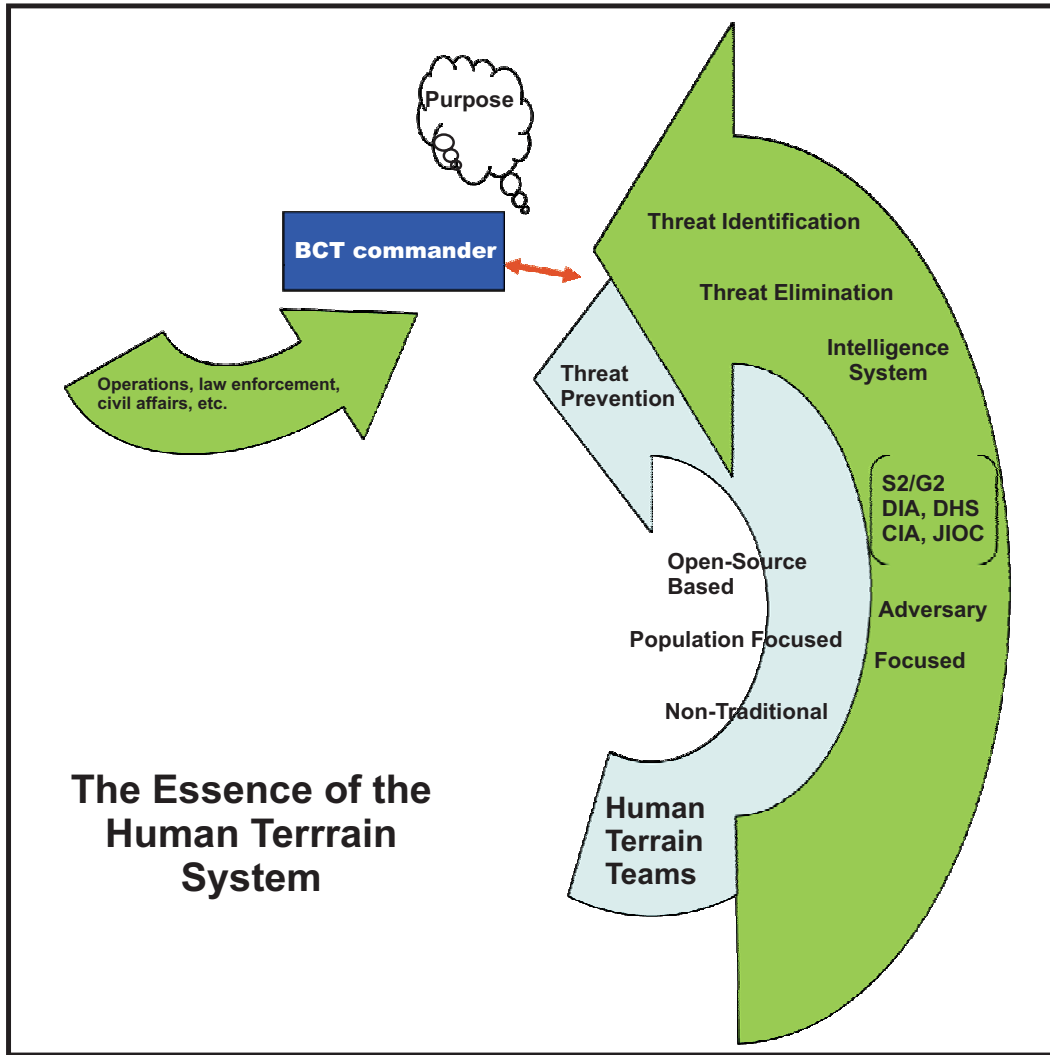 Purpose
BCT commander
Operations, law enforcement,
civil affairs, etc.
Threat Identification
Threat Elimination
Intelligence
System
Threat
Prevention
S2/G2
DIA, DHS
CIA, JIOC
Open-Source
Based
Adversary
Population Focused
Focused
Non-Traditional
Human
Terrain
Teams
The Essence of the
Human Terrrain
System